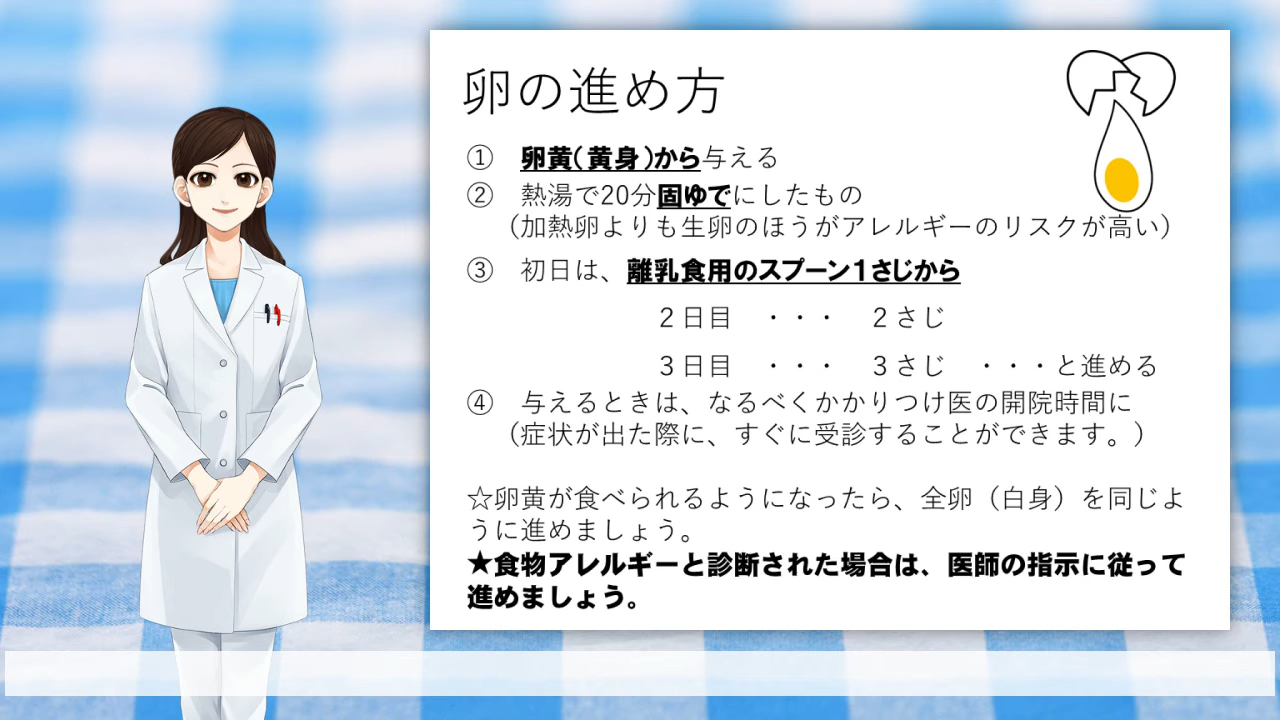 卵の進め方
① 卵黄(黄身)から与える
② 熱湯で20分固ゆでにしたもの
(加熱卵よりも生卵のほうがアレルギーのリスクが高い)
③ 初日は、離乳食用のスプーン1さじから
2日目 ・・・ 2さじ
3日目 ・・・ 3さじ ・・・と進める
④ 与えるときは、なるべくかかりつけ医の開院時間に
(症状が出た際に、すぐに受診することができます。)
☆卵黄が食べられるようになったら、全卵(白身)を同じよ
うに進めましょう。
★食物アレルギーと診断された場合は、医師の指示に従って
進めましょう。